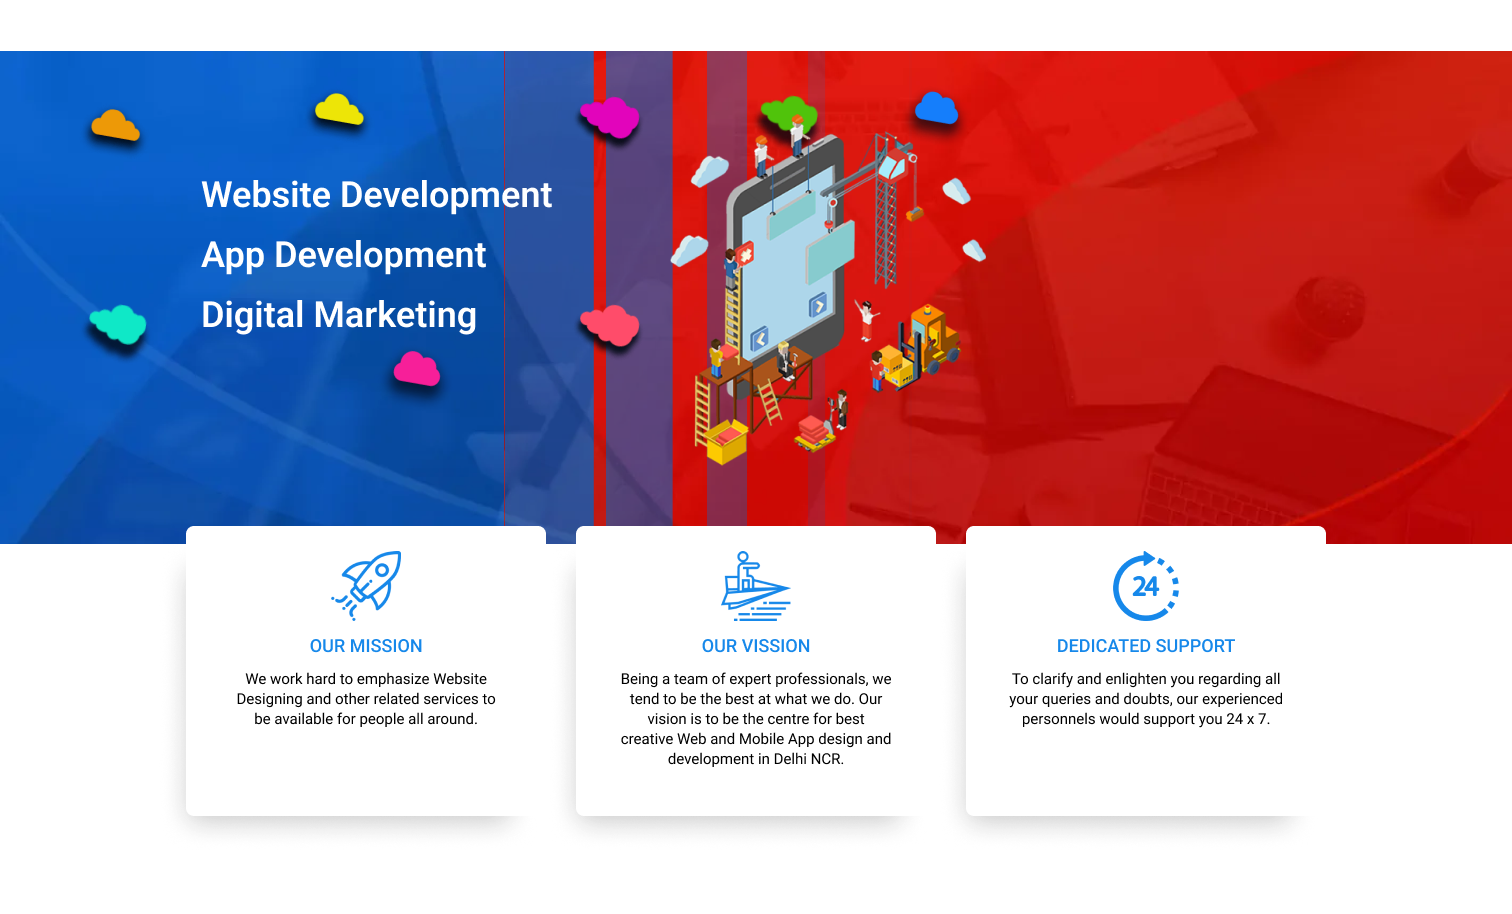 Website Development
App Development
Digital Marketing
24
OUR MISSION
We work hard to emphasize Website
Designing and other related services to
be available for people all around.
OUR VISSION
Being a team of expert professionals, we
tend to be the best at what we do. Our
vision is to be the centre for best
creative Web and Mobile App design and
development in Delhi NCR.
DEDICATED SUPPORT
To clarify and enlighten you regarding all
your queries and doubts, our experienced
personnels would support you 24 x 7.